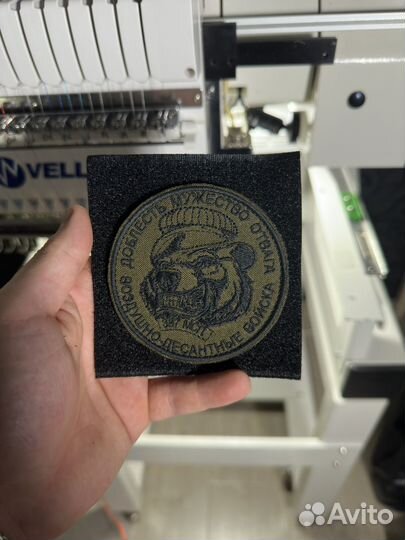 VELL
ДОБЛЕСТЬ МУЖЕСТВО ОТВАГА
ВОЗДУШНО-ДЕСАНТНЫЕ ВОЙСКА
Avito